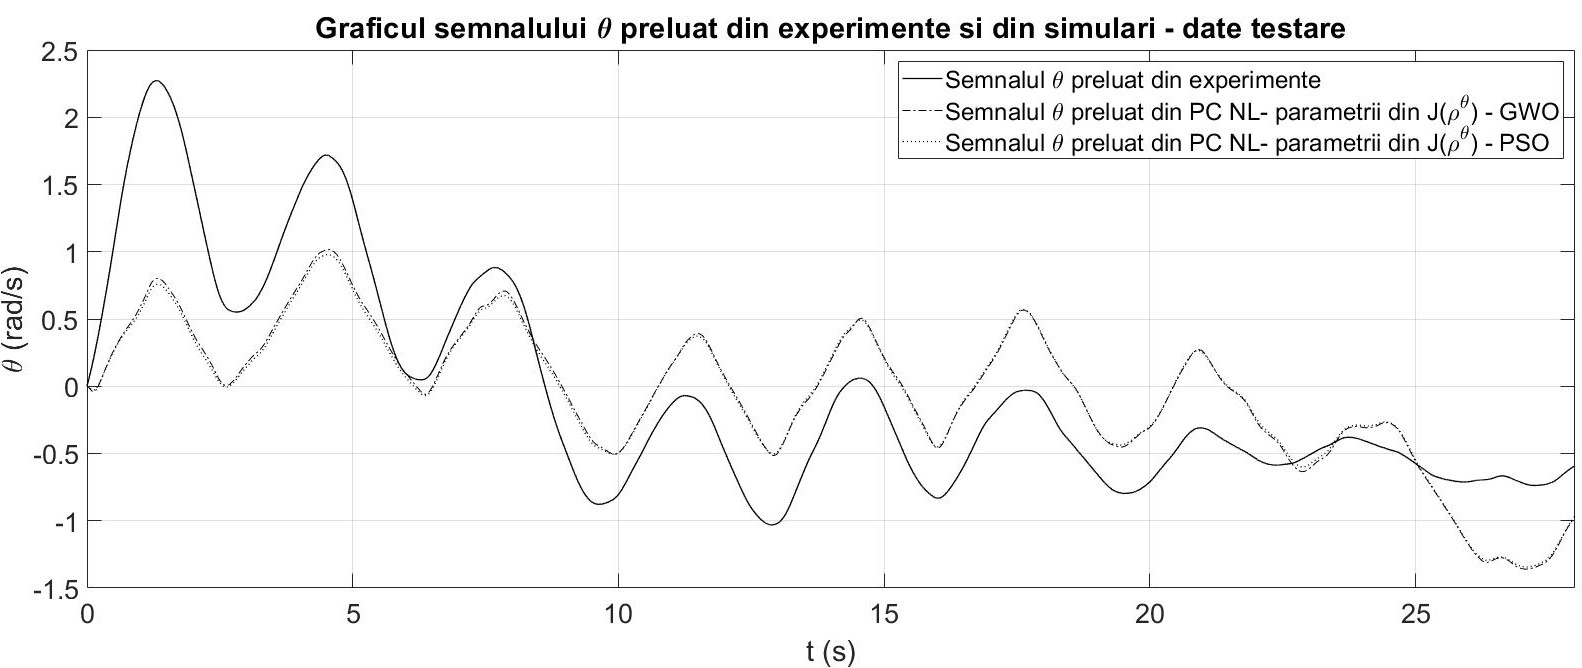 Graficul semnalului θ preluat din experimente si din simulari - date testare
Semnalul θ preluat din experimente
Semnalul θ preluat din PC NL- parametrii din J(ρ^θ) - GWO
Semnalul θ preluat din PC NL- parametrii din J(ρ^θ) - PSO
θ (rad/s)
2.5
2
1.5
1
0.5
0
-0.5
-1
-1.5
0 5 10 15 20 25
t (s)